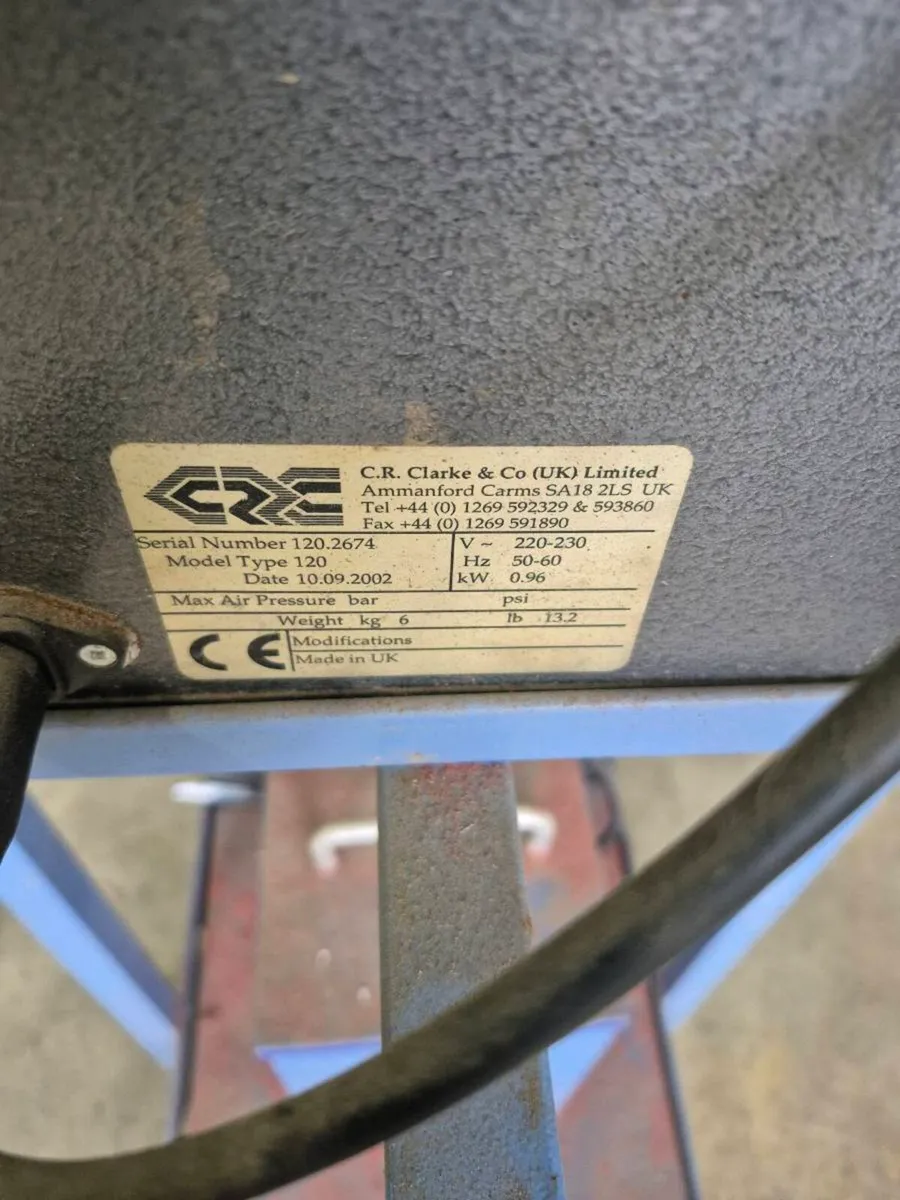 CRC
C.R. Clarke & Co (UK) Limited
Ammanford Carms SA18 2LS UK
Tel +44 (0) 1269 592329 & 593860
Fax +44 (0) 1269 591890
Serial Number 120.2674
Model Type 120
Date 10.09.2002
V ~ 220-230
Hz 50-60
kW 0.96
Max Air Pressure bar psi
Weight kg 6 lb 13.2
CE
Modifications
Made in UK